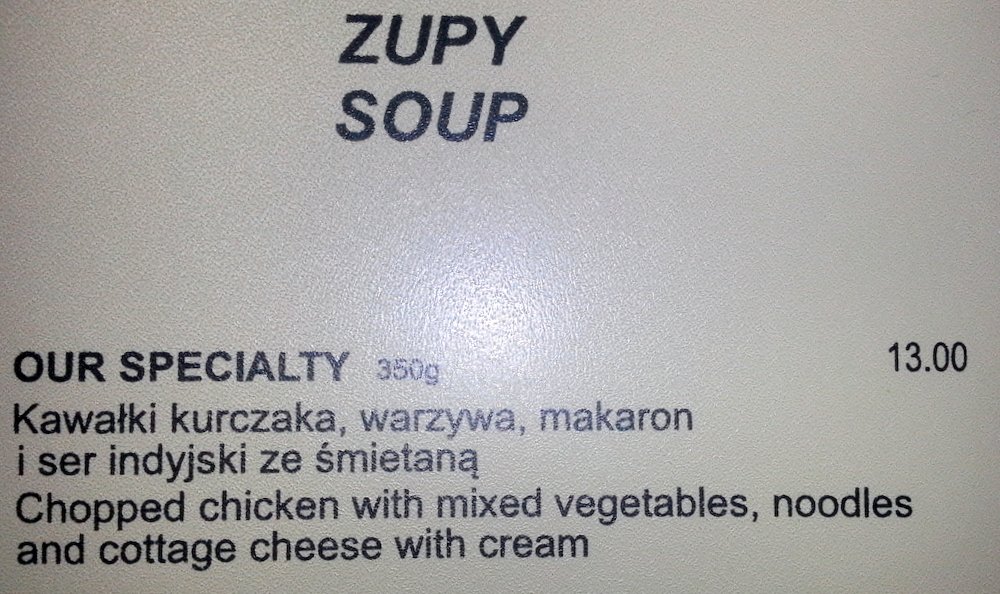 ZUPY
SOUP
OUR SPECIALTY 350g 13.00
Kawałki kurczaka, warzywa, makaron
i ser indyjski ze śmietaną
Chopped chicken with mixed vegetables, noodles
and cottage cheese with cream